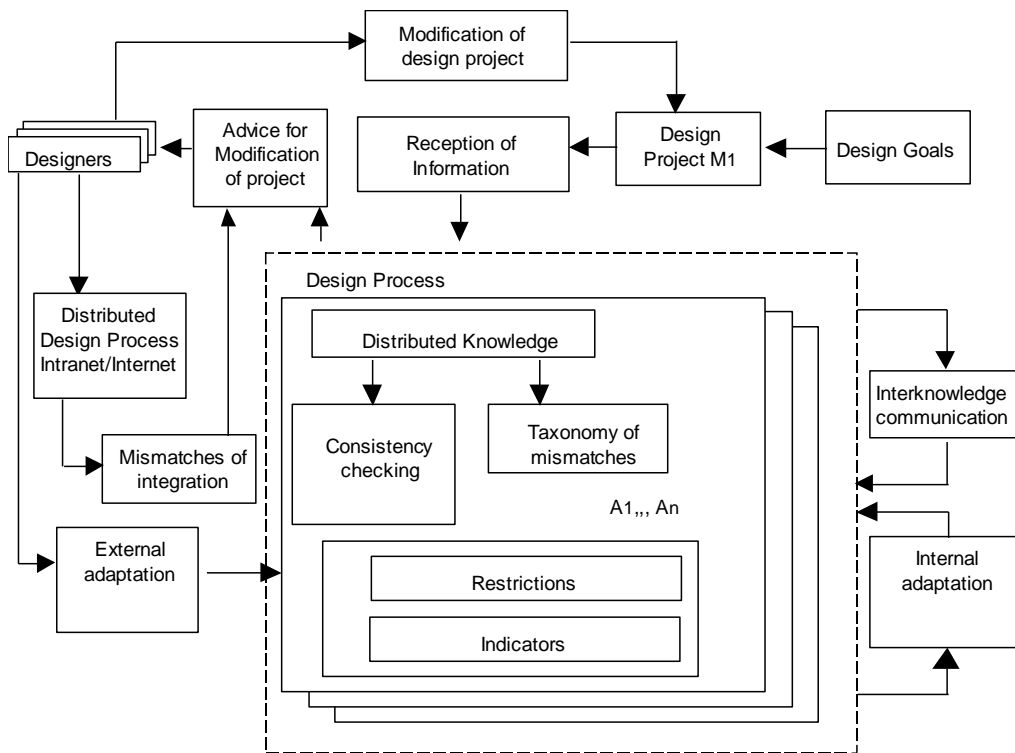 Modification of
design project
Designers
Advice for
Modification
of project
Reception of
Information
Design
Project M1
Design Goals
Design Process
Distributed
Design Process
Intranet/Internet
Distributed Knowledge
Interknowledge
communication
Consistency
checking
Taxonomy of
mismatches
Mismatches of
integration
A1,,, An
External
adaptation
Internal
adaptation
Restrictions
Indicators